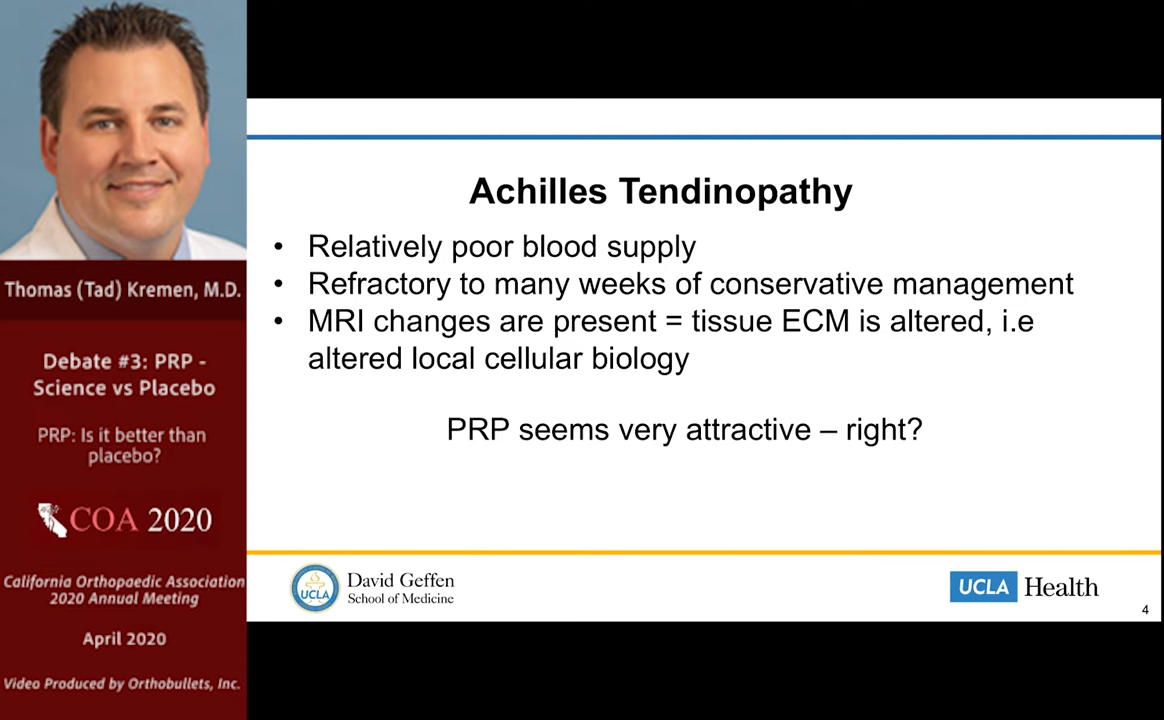 Thomas (Tad) Kremen, M.D.
Debate #3: PRP -
Science vs Placebo
PRP: Is it better than
placebo?
COA 2020
California Orthopaedic Association
2020 Annual Meeting
April 2020
Video Produced by Orthobullets, Inc.
Achilles Tendinopathy
• Relatively poor blood supply
• Refractory to many weeks of conservative management
• MRI changes are present = tissue ECM is altered, i.e
altered local cellular biology
PRP seems very attractive – right?
UCLA
David Geffen
School of Medicine
UCLA Health
4